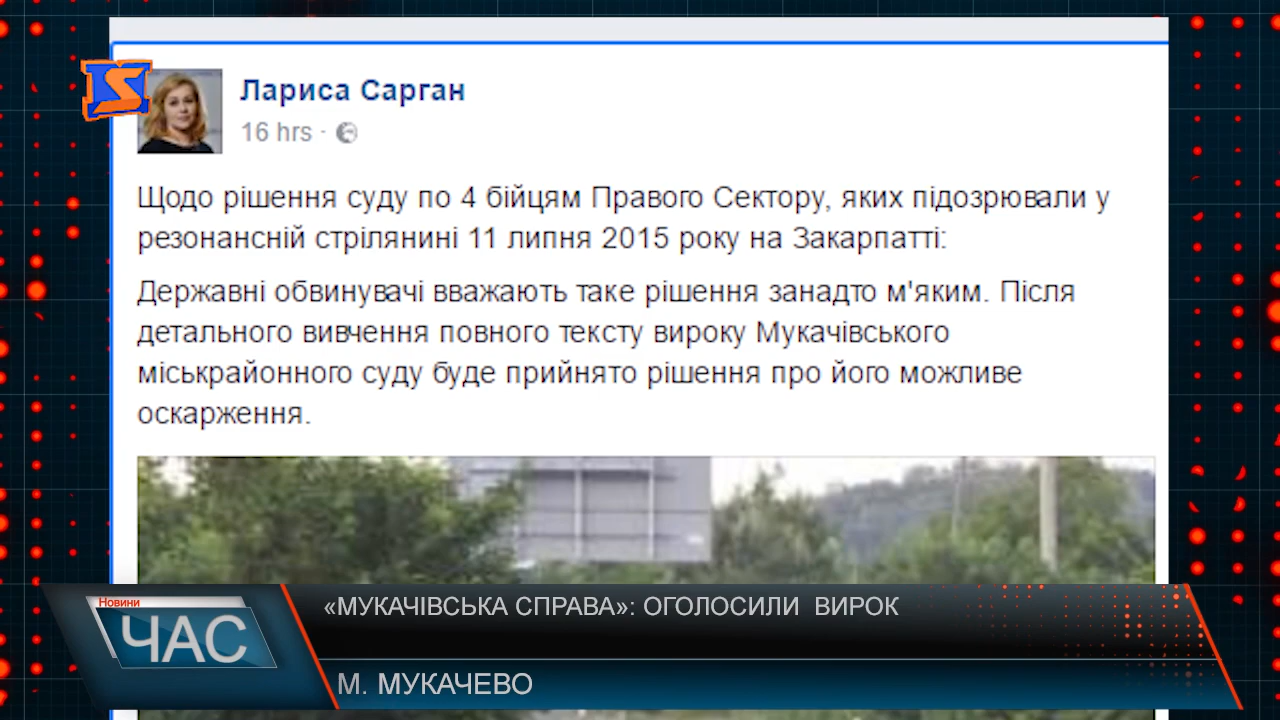 Лариса Сарган
16 hrs ·
Щодо рішення суду по 4 бійцям Правого Сектору, яких підозрювали у
резонансній стрілянині 11 липня 2015 року на Закарпатті:
Державні обвинувачі вважають таке рішення занадто м'яким. Після
детального вивчення повного тексту вироку Мукачівського
міськрайонного суду буде прийнято рішення про його можливе
оскарження.
Новини
ЧАС
«МУКАЧІВСЬКА СПРАВА»: ОГОЛОСИЛИ ВИРОК
М. МУКАЧЕВО